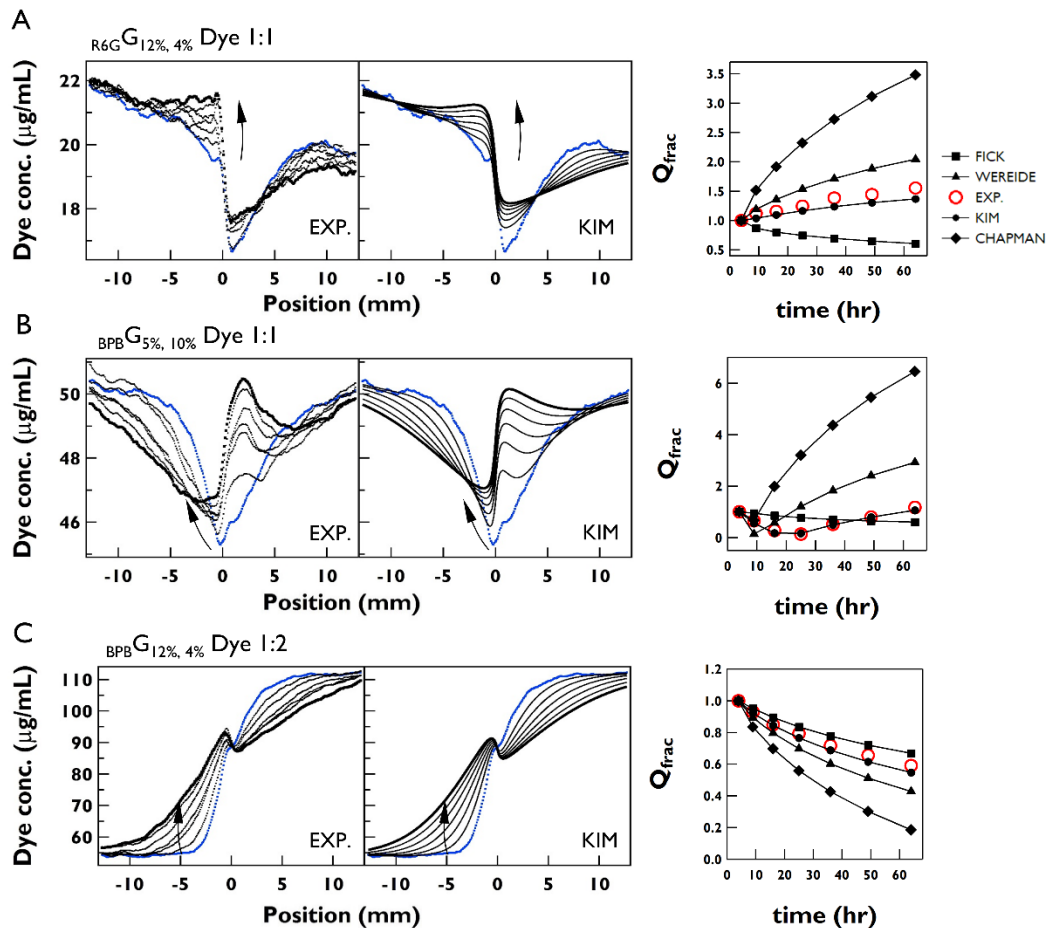 A
R6G G12%, 4% Dye 1:1
Dye conc. (µg/mL)
22
20
18
EXP.
KIM
-10 -5 0 5 10
-10 -5 0 5 10
Position (mm)
Position (mm)
Qfrac
3.5
3.0
2.5
2.0
1.5
1.0
0.5
0 10 20 30 40 50 60
time (hr)
FICK
WEREIDE
EXP.
KIM
CHAPMAN
B
BPB G5%, 10% Dye 1:1
Dye conc. (µg/mL)
50
48
46
EXP.
KIM
-10 -5 0 5 10
-10 -5 0 5 10
Position (mm)
Position (mm)
Qfrac
6
4
2
0
0 10 20 30 40 50 60
time (hr)
C
BPB G12%, 4% Dye 1:2
Dye conc. (µg/mL)
110
100
90
80
70
60
EXP.
KIM
-10 -5 0 5 10
-10 -5 0 5 10
Position (mm)
Position (mm)
Qfrac
1.2
1.0
0.8
0.6
0.4
0.2
0.0
0 10 20 30 40 50 60
time (hr)